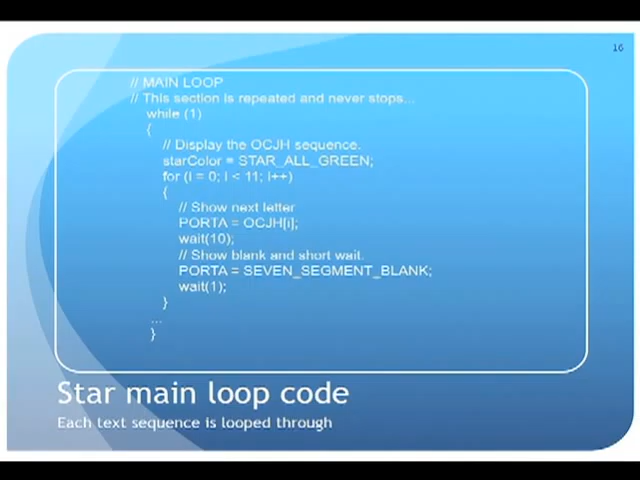 16
// MAIN LOOP
// This section is repeated and never stops...
while (1)
{
// Display the OCJH sequence.
starColor = STAR_ALL_GREEN;
for (i = 0; i < 11; i++)
{
// Show next letter
PORTA = OCJH[i];
wait(10);
// Show blank and short wait.
PORTA = SEVEN_SEGMENT_BLANK;
wait(1);
}
...
}
Star main loop code
Each text sequence is looped through